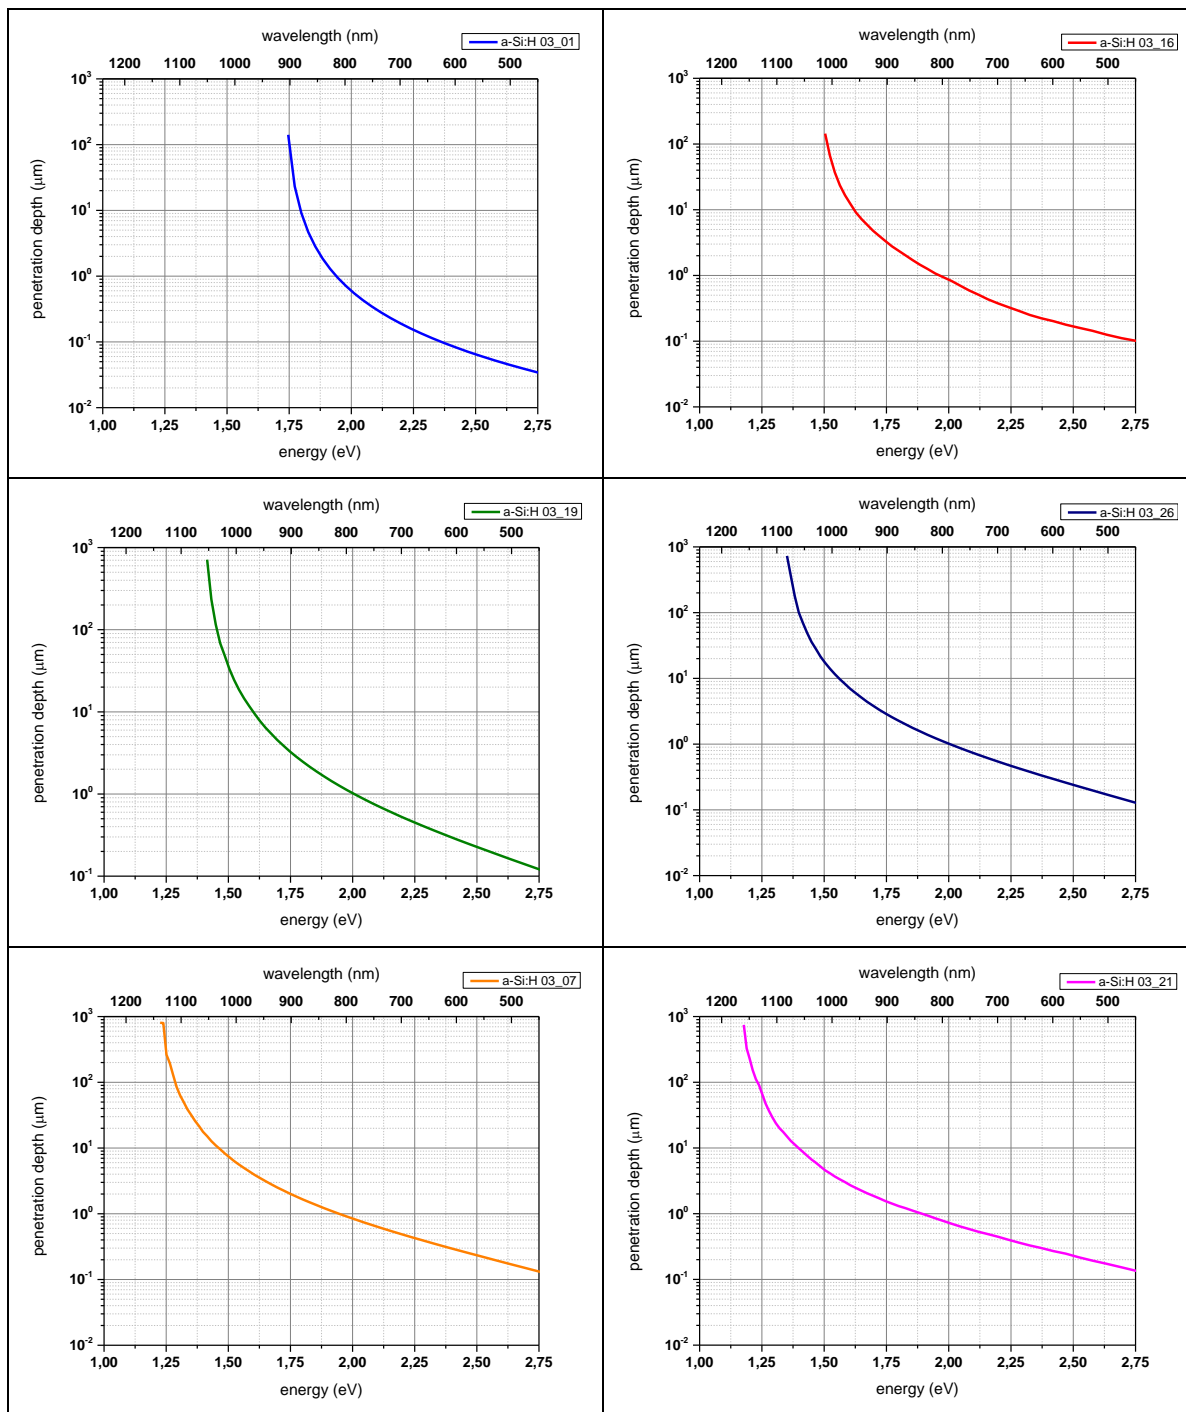 wavelength (nm)
a-Si:H 03_01
1200 1100 1000 900 800 700 600 500
10³
10²
10¹
10⁰
10⁻¹
10⁻²
penetration depth (μm)
1,00 1,25 1,50 1,75 2,00 2,25 2,50 2,75
energy (eV)
wavelength (nm)
a-Si:H 03_16
1200 1100 1000 900 800 700 600 500
10³
10²
10¹
10⁰
10⁻¹
10⁻²
penetration depth (μm)
1,00 1,25 1,50 1,75 2,00 2,25 2,50 2,75
energy (eV)
wavelength (nm)
a-Si:H 03_19
1200 1100 1000 900 800 700 600 500
10³
10²
10¹
10⁰
10⁻¹
penetration depth (μm)
1,00 1,25 1,50 1,75 2,00 2,25 2,50 2,75
energy (eV)
wavelength (nm)
a-Si:H 03_26
1200 1100 1000 900 800 700 600 500
10³
10²
10¹
10⁰
10⁻¹
10⁻²
penetration depth (μm)
1,00 1,25 1,50 1,75 2,00 2,25 2,50 2,75
energy (eV)
wavelength (nm)
a-Si:H 03_07
1200 1100 1000 900 800 700 600 500
10³
10²
10¹
10⁰
10⁻¹
10⁻²
penetration depth (μm)
1,00 1,25 1,50 1,75 2,00 2,25 2,50 2,75
energy (eV)
wavelength (nm)
a-Si:H 03_21
1200 1100 1000 900 800 700 600 500
10³
10²
10¹
10⁰
10⁻¹
10⁻²
penetration depth (μm)
1,00 1,25 1,50 1,75 2,00 2,25 2,50 2,75
energy (eV)